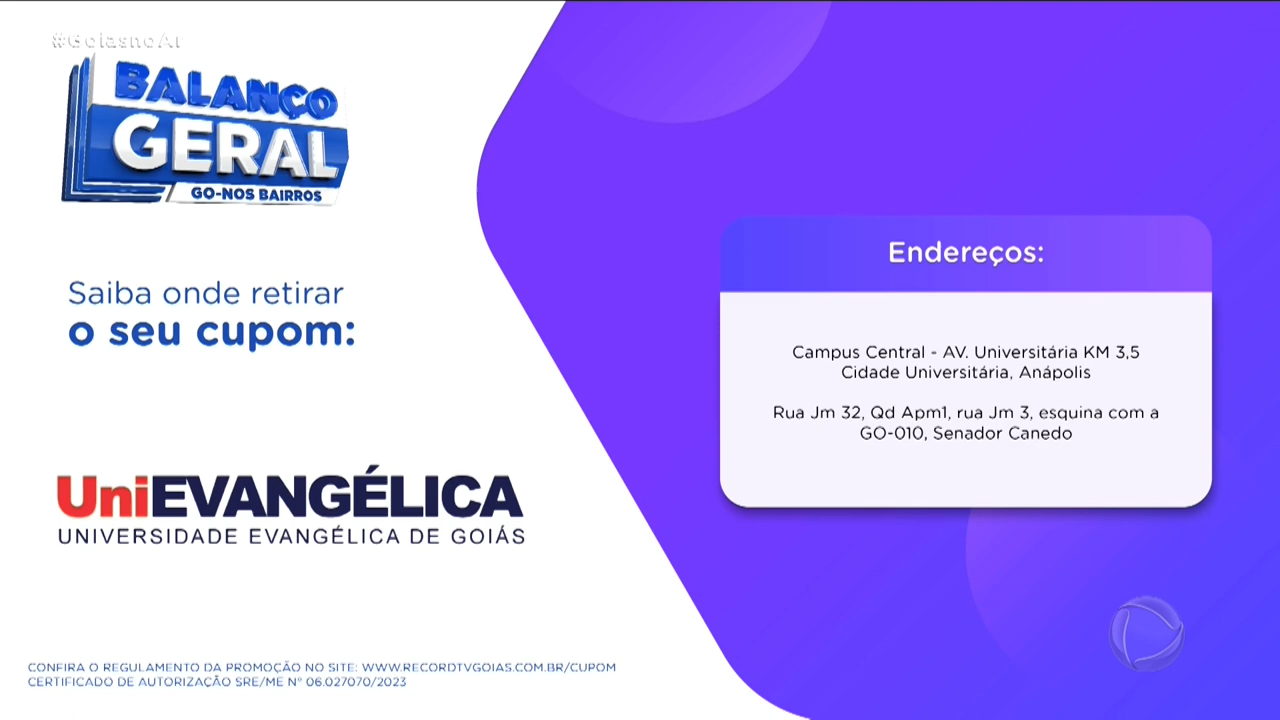 #GoiasnoAr
BALANÇO
GERAL
GO-NOS BAIRROS
Saiba onde retirar
o seu cupom:
UniEVANGÉLICA
UNIVERSIDADE EVANGÉLICA DE GOIÁS
CONFIRA O REGULAMENTO DA PROMOÇÃO NO SITE: WWW.RECORDTVGOIAS.COM.BR/CUPOM
CERTIFICADO DE AUTORIZAÇÃO SRE/ME Nº 06.027070/2023
Endereços:
Campus Central - AV. Universitária KM 3,5
Cidade Universitária, Anápolis
Rua Jm 32, Qd Apm1, rua Jm 3, esquina com a
GO-010, Senador Canedo